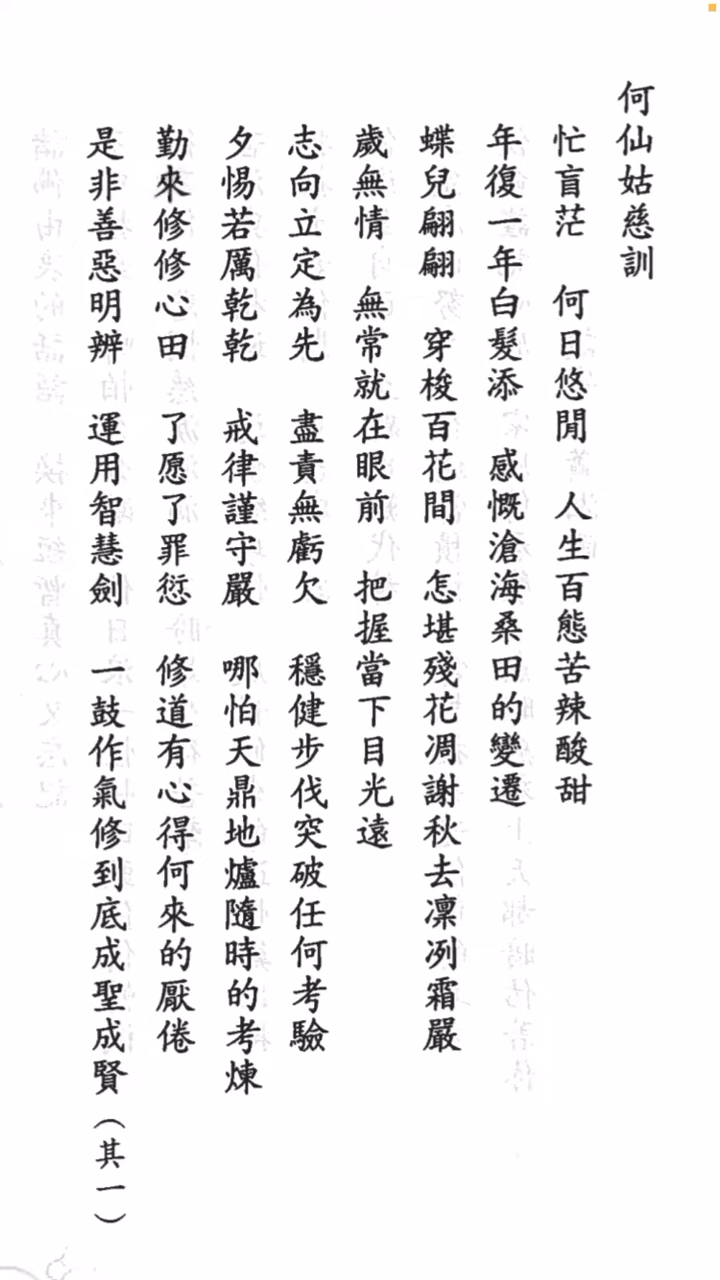 何仙姑慈訓
忙盲茫　何日悠閒　人生百態苦辣酸甜
年復一年白髮添　感慨滄海桑田的變遷
蝶兒翩翩　穿梭百花間　怎堪殘花凋謝秋去凜冽霜嚴
歲無情　無常就在眼前　把握當下目光遠
志向立定為先　盡責無虧欠　穩健步伐突破任何考驗
夕惕若厲乾乾　戒律謹守嚴　哪怕天鼎地爐隨時的考煉
勤來修修心田　了愿了罪愆　修道有心得何來的厭倦
是非善惡明辨　運用智慧劍　一鼓作氣修到底成聖成賢（其一）